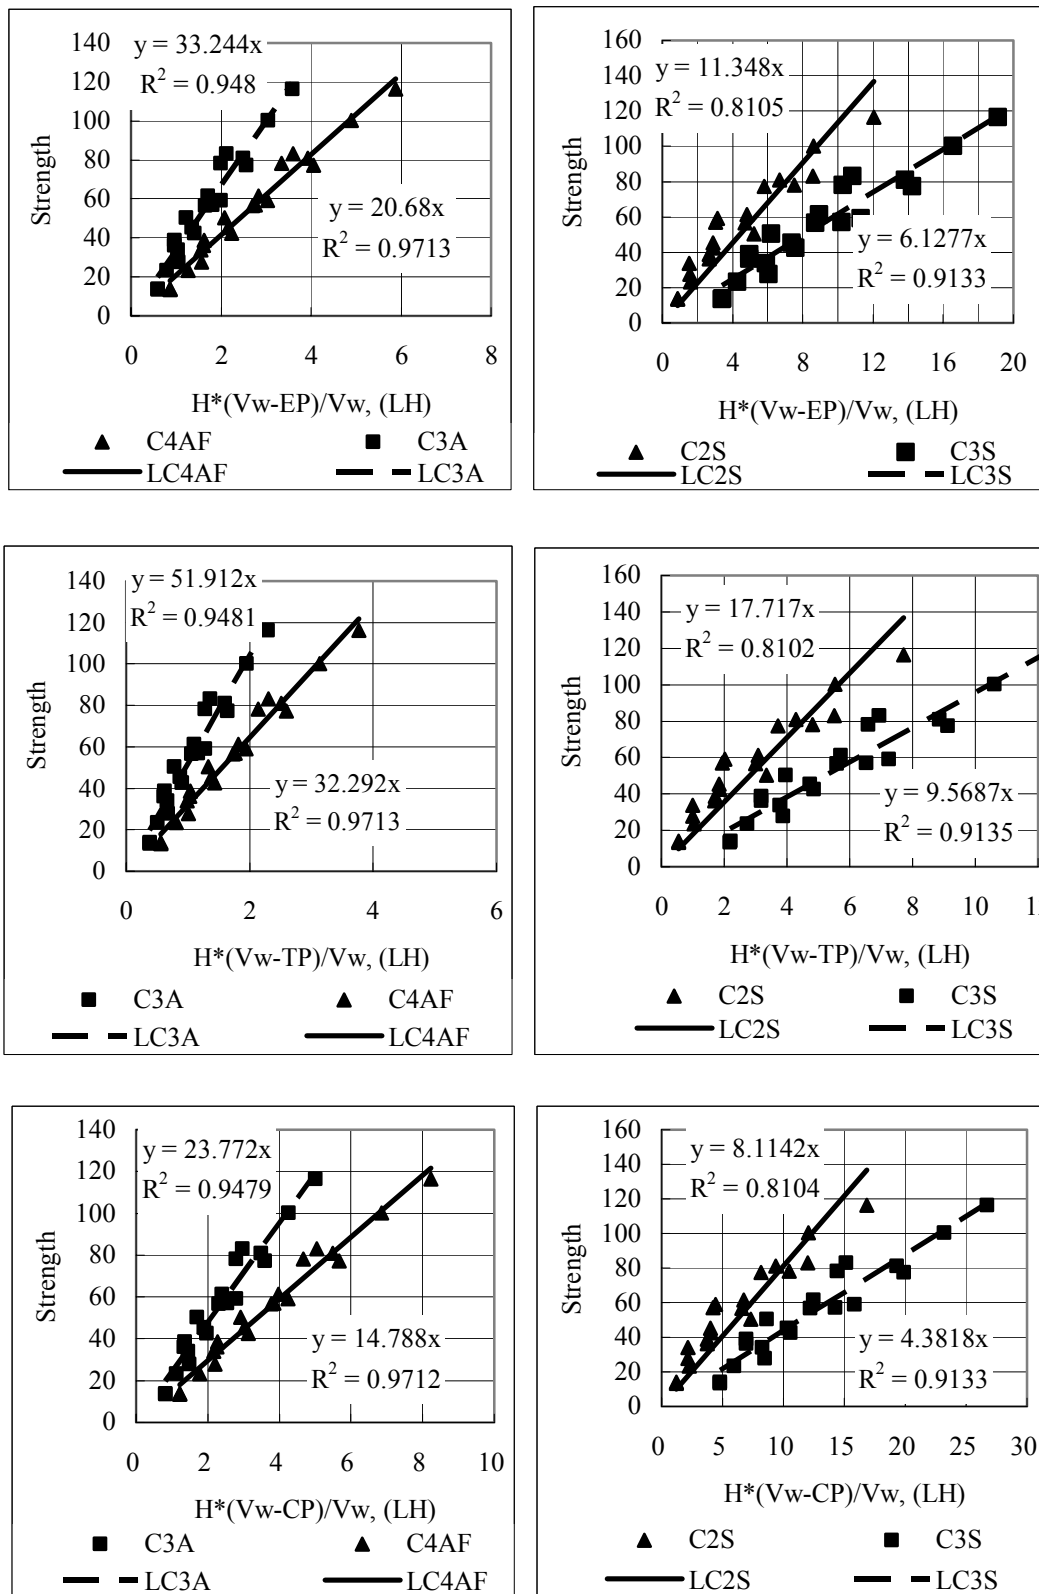 140
120
100
80
60
40
20
0
Strength
y = 33.244x
R² = 0.948
y = 20.68x
R² = 0.9713
0 2 4 6 8
H*(Vw-EP)/Vw, (LH)
C4AF C3A
LC4AF LC3A
160
140
120
100
80
60
40
20
0
Strength
y = 11.348x
R² = 0.8105
y = 6.1277x
R² = 0.9133
0 4 8 12 16 20
H*(Vw-EP)/Vw, (LH)
C2S C3S
LC2S LC3S
140
120
100
80
60
40
20
0
Strength
y = 51.912x
R² = 0.9481
y = 32.292x
R² = 0.9713
0 2 4 6
H*(Vw-TP)/Vw, (LH)
C3A C4AF
LC3A LC4AF
160
140
120
100
80
60
40
20
0
Strength
y = 17.717x
R² = 0.8102
y = 9.5687x
R² = 0.9135
0 2 4 6 8 10
H*(Vw-TP)/Vw, (LH)
C2S C3S
LC2S LC3S
140
120
100
80
60
40
20
0
Strength
y = 23.772x
R² = 0.9479
y = 14.788x
R² = 0.9712
0 2 4 6 8 10
H*(Vw-CP)/Vw, (LH)
C3A C4AF
LC3A LC4AF
160
140
120
100
80
60
40
20
0
Strength
y = 8.1142x
R² = 0.8104
y = 4.3818x
R² = 0.9133
0 5 10 15 20 25 30
H*(Vw-CP)/Vw, (LH)
C2S C3S
LC2S LC3S